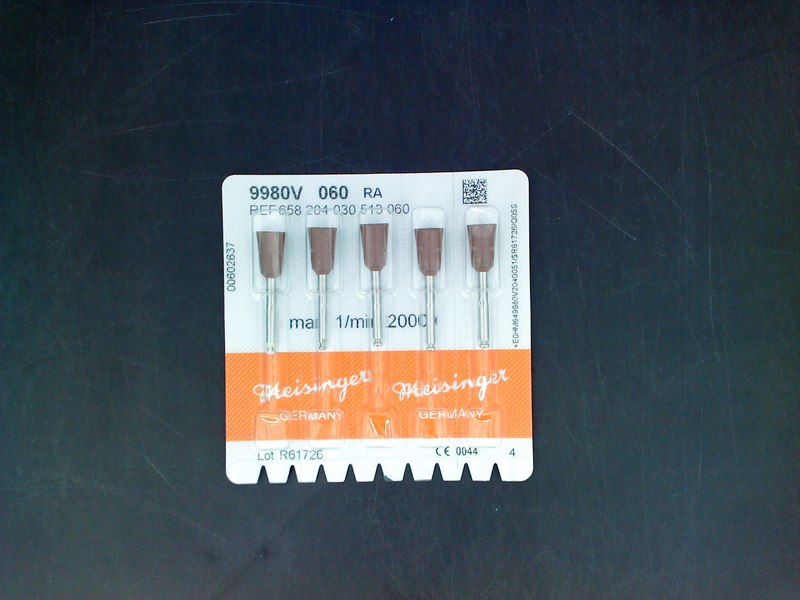 9980V 060 RA
REF 658 204 030 513 060
00602637
max. 1/min 2000
Meisinger Meisinger
GERMANY GERMANY
Lot R61726
CE 0044 4